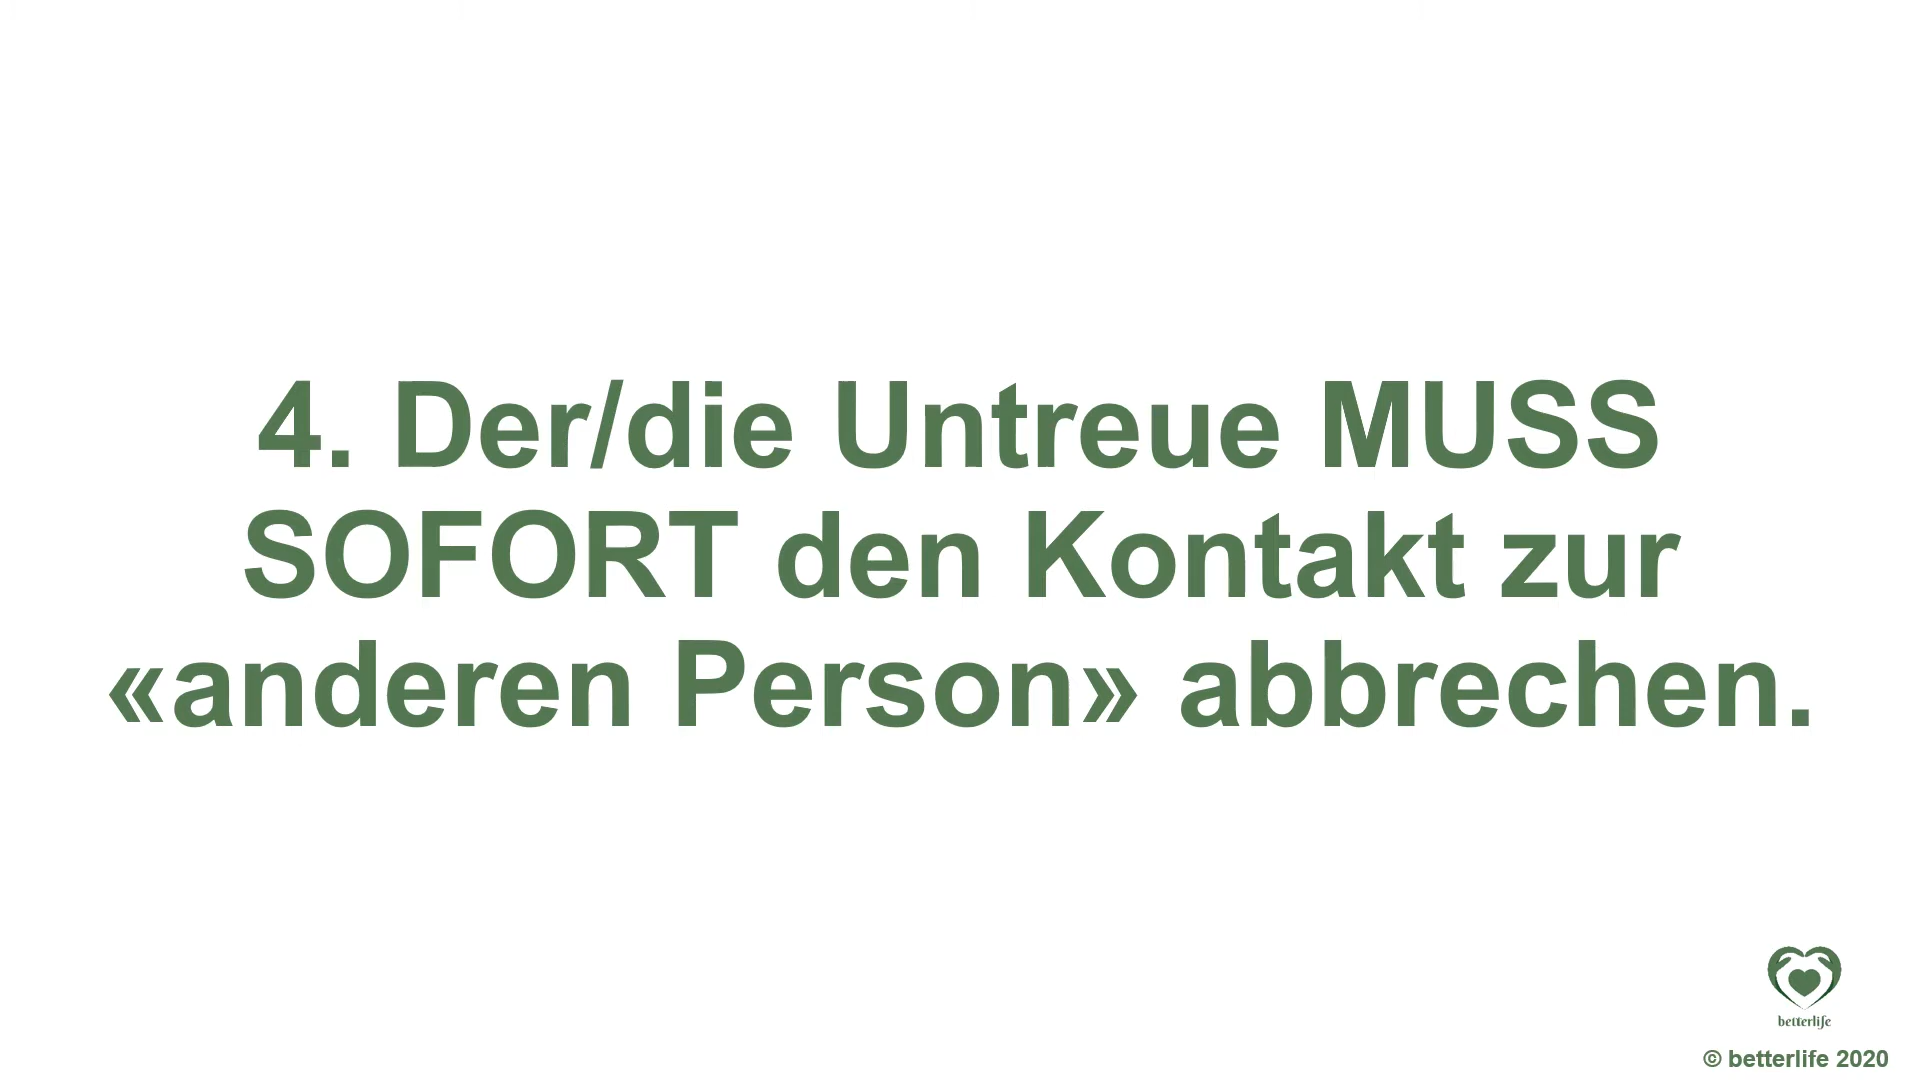 4. Der/die Untreue MUSS
SOFORT den Kontakt zur
«anderen Person» abbrechen.
betterlife
© betterlife 2020